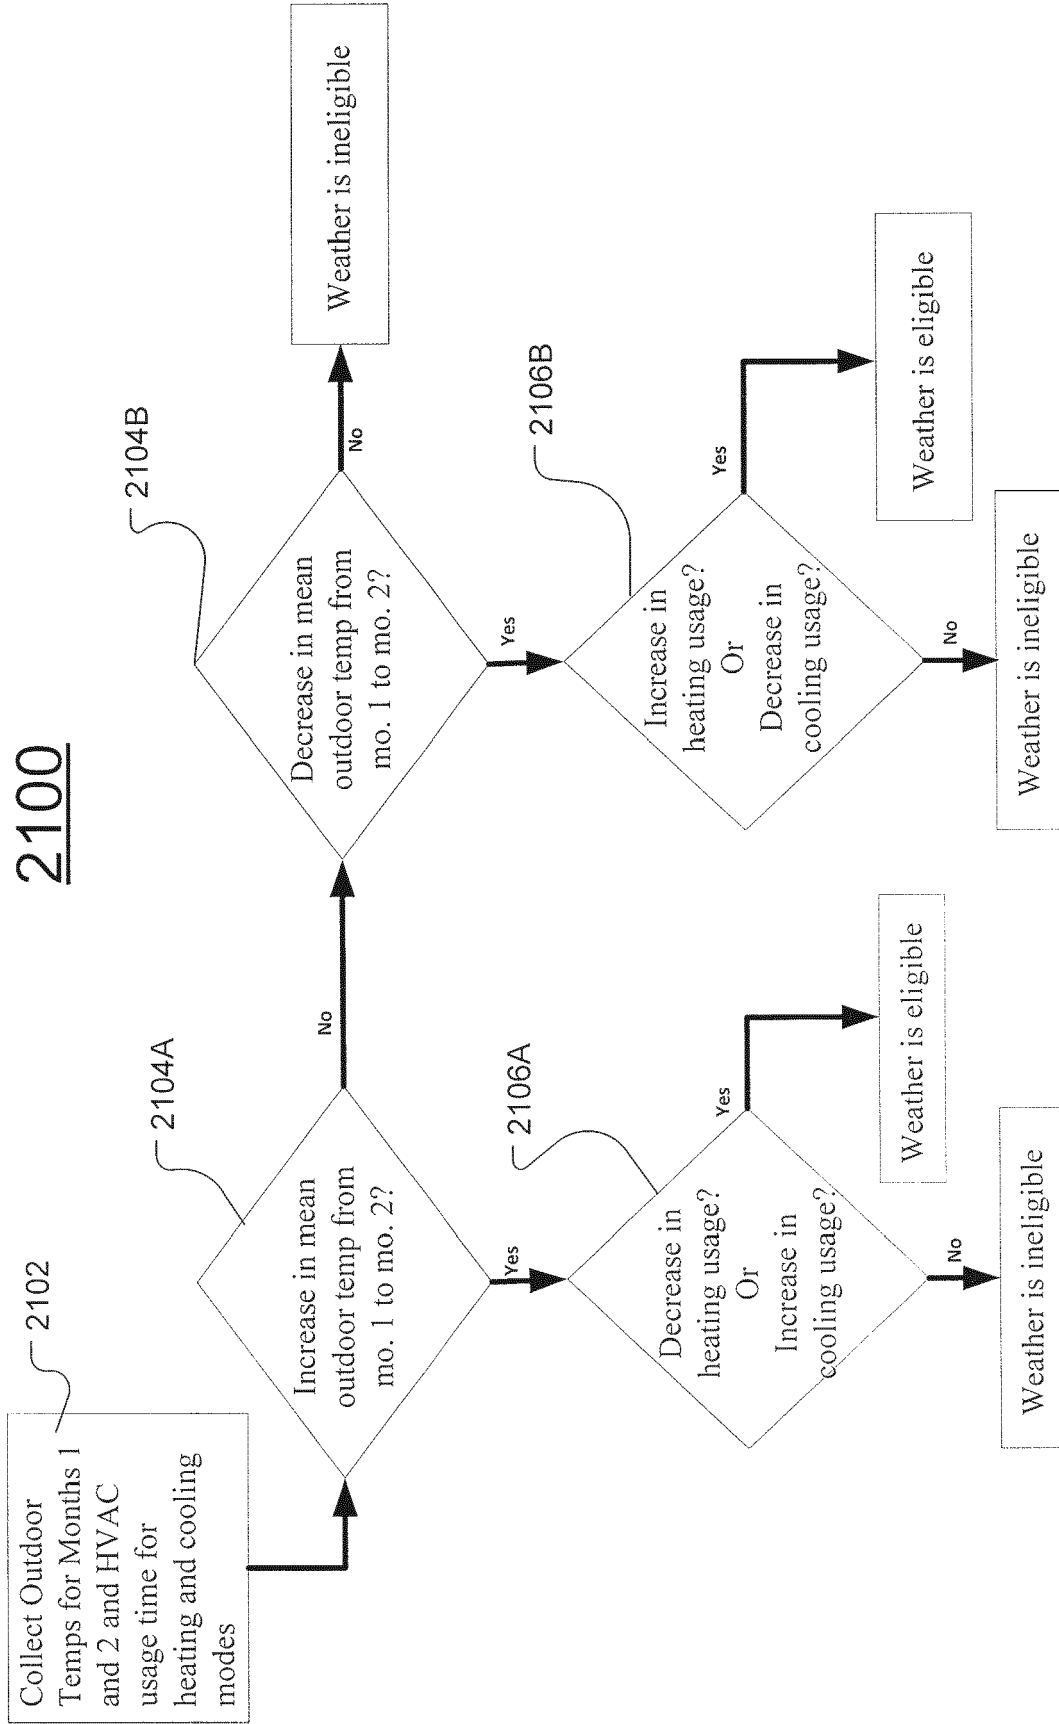 2100
Collect Outdoor
Temps for Months 1
and 2 and HVAC
usage time for
heating and cooling
modes
2102
Increase in mean
outdoor temp from
mo. 1 to mo. 2?
2104A
No
Decrease in mean
outdoor temp from
mo. 1 to mo. 2?
2104B
No
Weather is ineligible
Yes
Decrease in
heating usage?
Or
Increase in
cooling usage?
2106A
Yes
Weather is eligible
No
Weather is ineligible
Yes
Increase in
heating usage?
Or
Decrease in
cooling usage?
2106B
Yes
Weather is eligible
No
Weather is ineligible